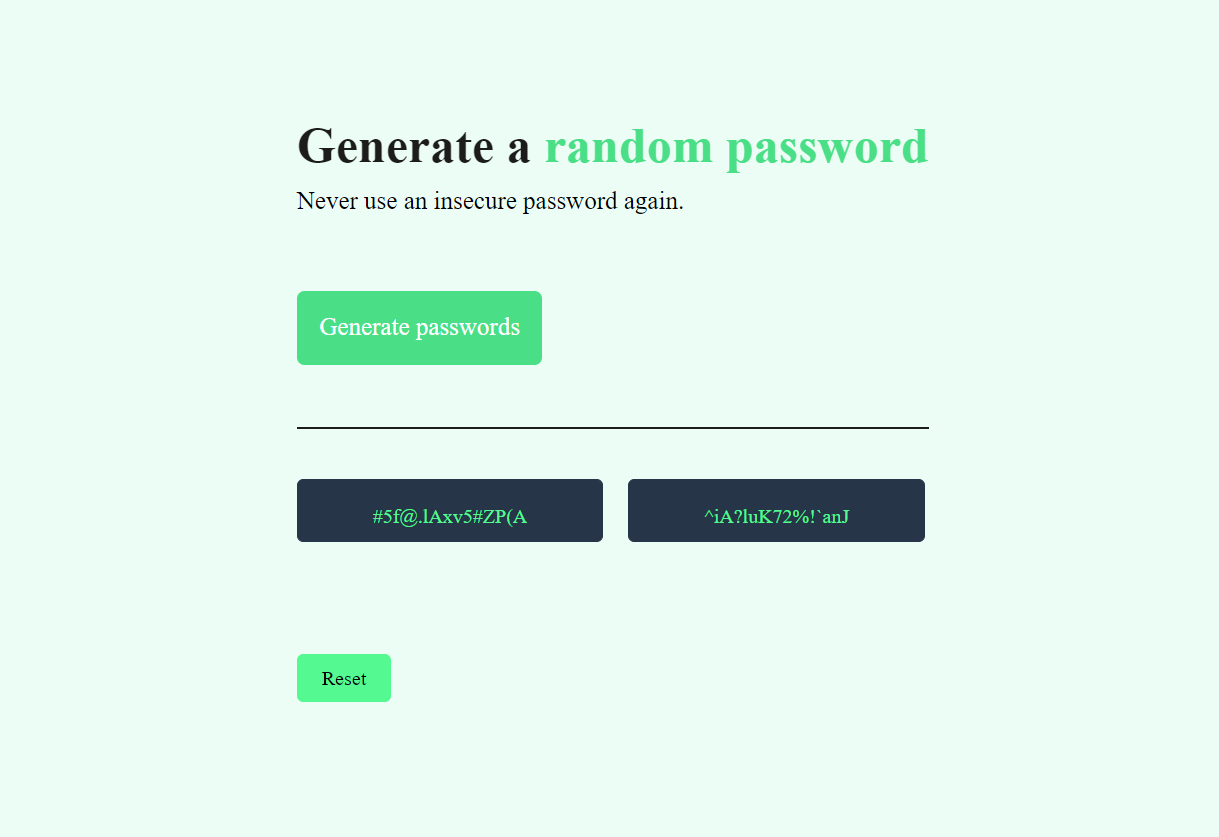 Generate a random password
Never use an insecure password again.
Generate passwords
#5f@.lAxv5#ZP(A
^iA?luK72%!`anJ
Reset